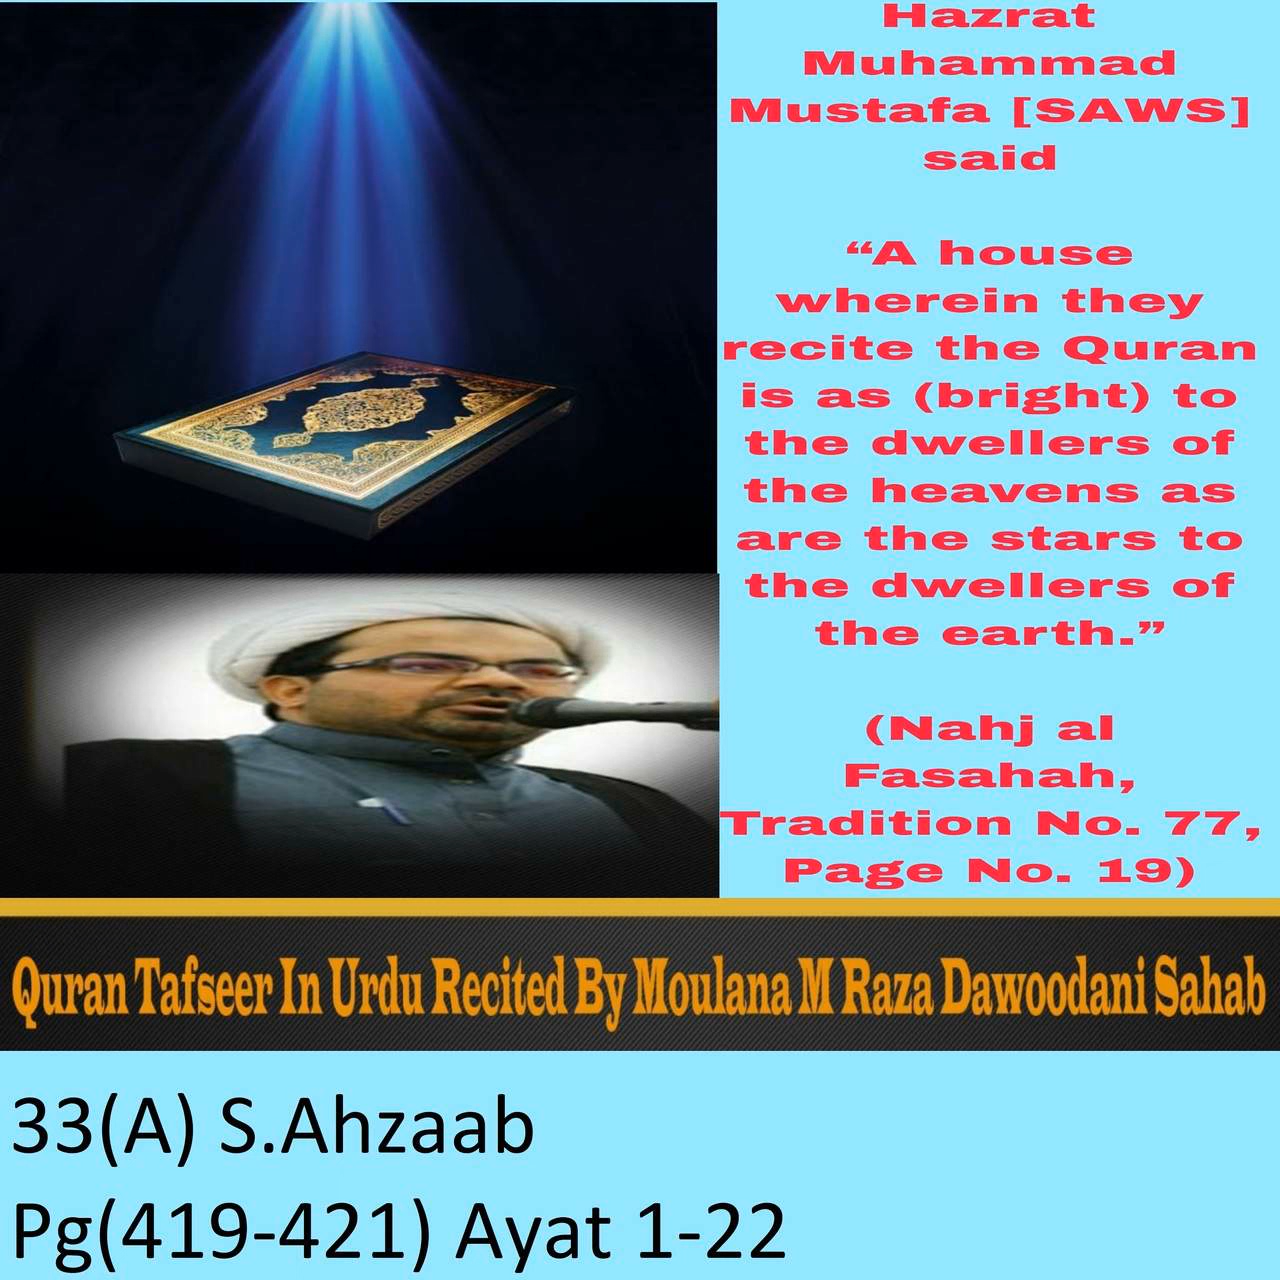 Hazrat
Muhammad
Mustafa [SAWS]
said
“A house
wherein they
recite the Quran
is as (bright) to
the dwellers of
the heavens as
are the stars to
the dwellers of
the earth.”
(Nahj al
Fasahah,
Tradition No. 77,
Page No. 19)
Quran Tafseer In Urdu Recited By Moulana M Raza Dawoodani Sahab
33(A) S.Ahzaab
Pg(419-421) Ayat 1-22